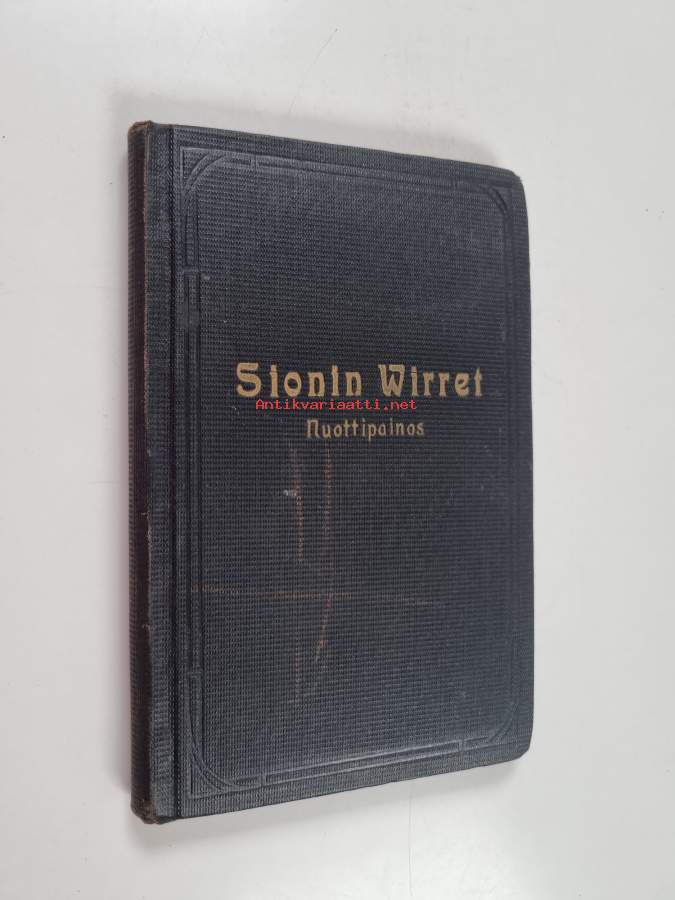 Sionin Wirret
Antikvariaatti.net
Nuottipainos